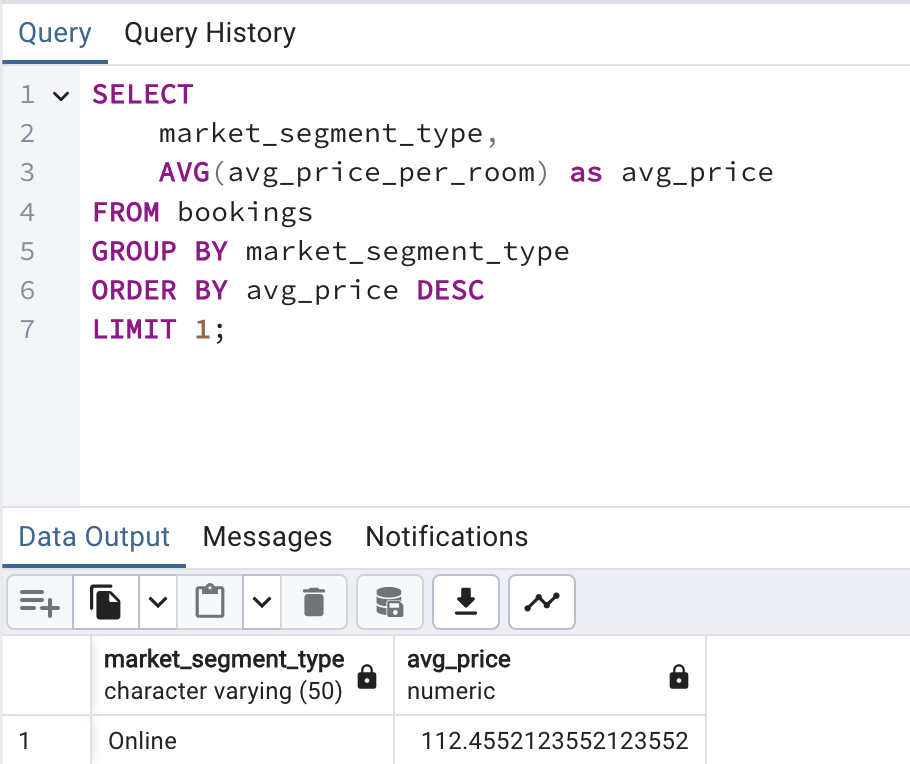 Query Query History
1 SELECT
2 market_segment_type,
3 AVG(avg_price_per_room) as avg_price
4 FROM bookings
5 GROUP BY market_segment_type
6 ORDER BY avg_price DESC
7 LIMIT 1;
Data Output Messages Notifications
market_segment_type avg_price
character varying (50) numeric
1 Online 112.4552123552123552